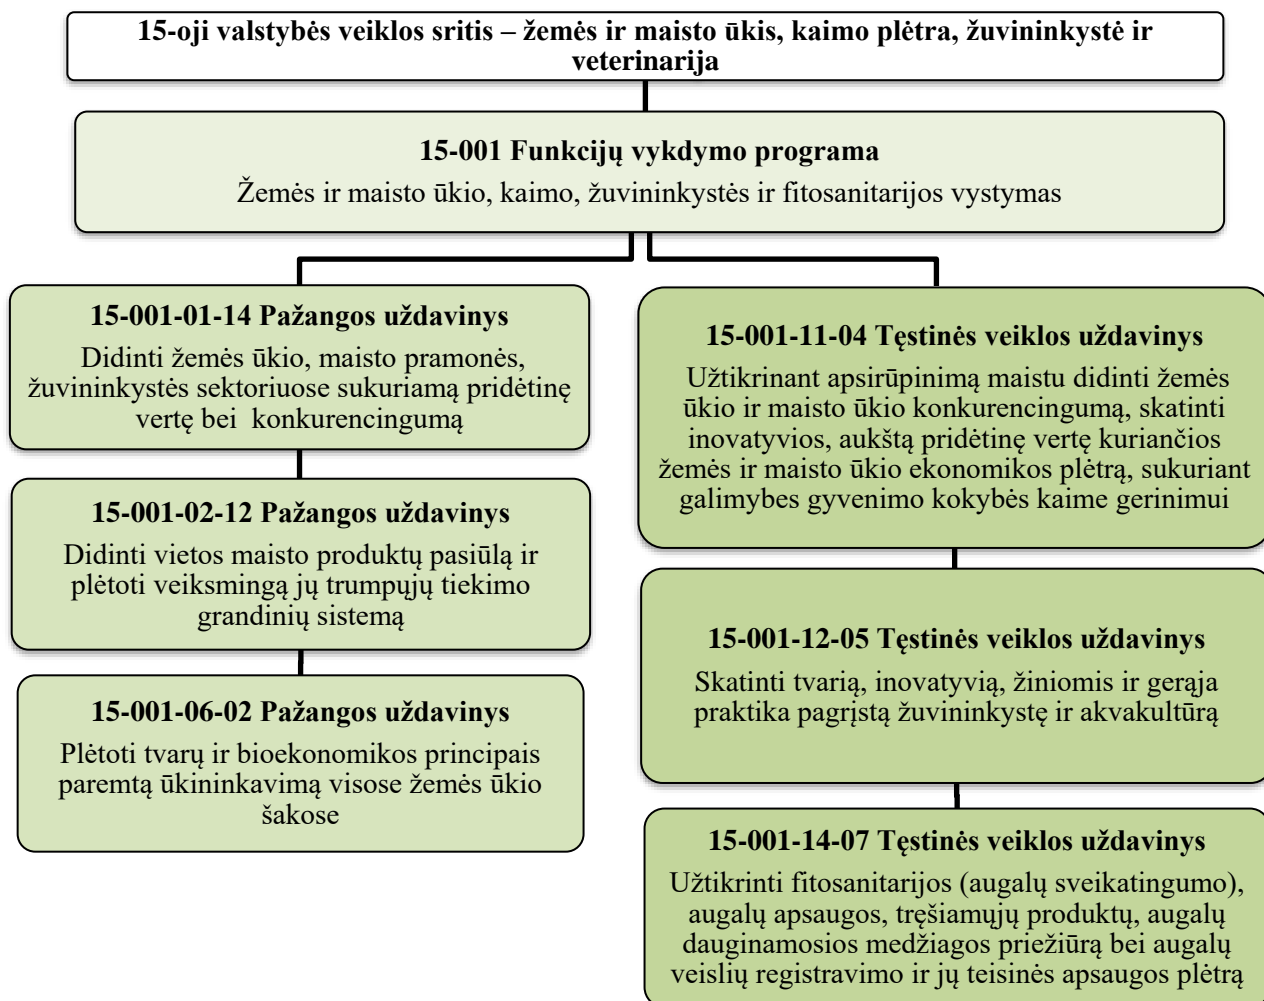 15-oji valstybės veiklos sritis – žemės ir maisto ūkis, kaimo plėtra, žuvininkystė ir
veterinarija
15-001 Funkcijų vykdymo programa
Žemės ir maisto ūkio, kaimo, žuvininkystės ir fitosanitarijos vystymas
15-001-01-14 Pažangos uždavinys
Didinti žemės ūkio, maisto pramonės,
žuvininkystės sektoriuose sukuriamą pridėtinę
vertę bei konkurencingumą
15-001-02-12 Pažangos uždavinys
Didinti vietos maisto produktų pasiūlą ir
plėtoti veiksmingą jų trumpųjų tiekimo
grandinių sistemą
15-001-06-02 Pažangos uždavinys
Plėtoti tvarų ir bioekonomikos principais
paremtą ūkininkavimą visose žemės ūkio
šakose
15-001-11-04 Tęstinės veiklos uždavinys
Užtikrinant apsirūpinimą maistu didinti žemės
ūkio ir maisto ūkio konkurencingumą, skatinti
inovatyvios, aukštą pridėtinę vertę kuriančios
žemės ir maisto ūkio ekonomikos plėtrą, sukuriant
galimybes gyvenimo kokybės kaime gerinimui
15-001-12-05 Tęstinės veiklos uždavinys
Skatinti tvarią, inovatyvią, žiniomis ir gerąja
praktika pagrįstą žuvininkystę ir akvakultūrą
15-001-14-07 Tęstinės veiklos uždavinys
Užtikrinti fitosanitarijos (augalų sveikatingumo),
augalų apsaugos, tręšiamųjų produktų, augalų
dauginamosios medžiagos priežiūrą bei augalų
veislių registravimo ir jų teisinės apsaugos plėtrą